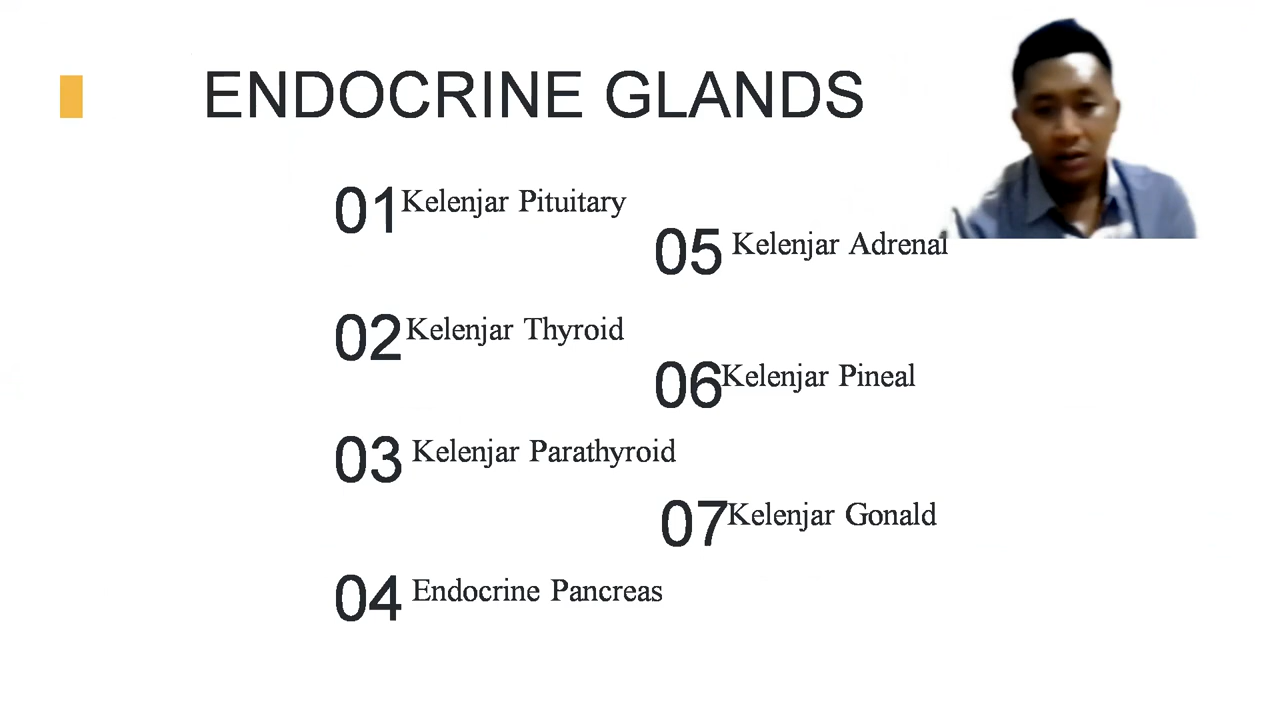 ENDOCRINE GLANDS
01 Kelenjar Pituitary
02 Kelenjar Thyroid
03 Kelenjar Parathyroid
04 Endocrine Pancreas
05 Kelenjar Adrenal
06 Kelenjar Pineal
07 Kelenjar Gonald